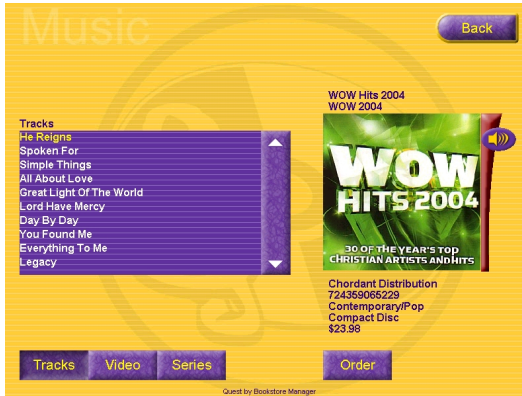 Music
Back
WOW Hits 2004
WOW 2004
Tracks
He Reigns
Spoken For
Simple Things
All About Love
Great Light Of The World
Lord Have Mercy
Day By Day
You Found Me
Everything To Me
Legacy
WOW
HITS 2004
30 OF THE YEAR'S TOP
CHRISTIAN ARTISTS AND HITS
Chordant Distribution
724359065229
Contemporary/Pop
Compact Disc
$23.98
Tracks
Video
Series
Order
Quest by Bookstore Manager